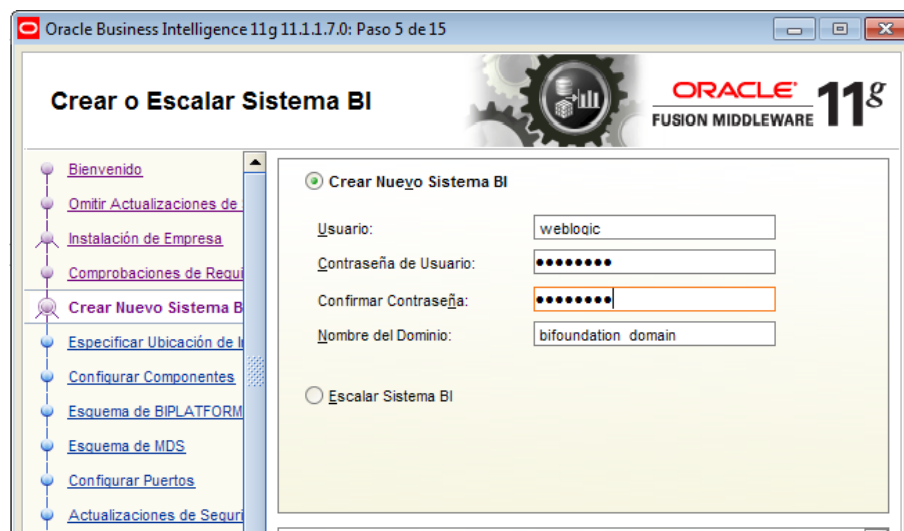 Oracle Business Intelligence 11g 11.1.1.7.0: Paso 5 de 15
Crear o Escalar Sistema BI
ORACLE
FUSION MIDDLEWARE 11g
Bienvenido
Omitir Actualizaciones de
Instalación de Empresa
Comprobaciones de Requi
Crear Nuevo Sistema B
Especificar Ubicación de I
Configurar Componentes
Esquema de BIPLATFORM
Esquema de MDS
Configurar Puertos
Actualizaciones de Seguri
Crear Nuevo Sistema BI
Usuario: weblogic
Contraseña de Usuario: ••••••••
Confirmar Contraseña: ••••••••
Nombre del Dominio: bifoundation_domain
Escalar Sistema BI